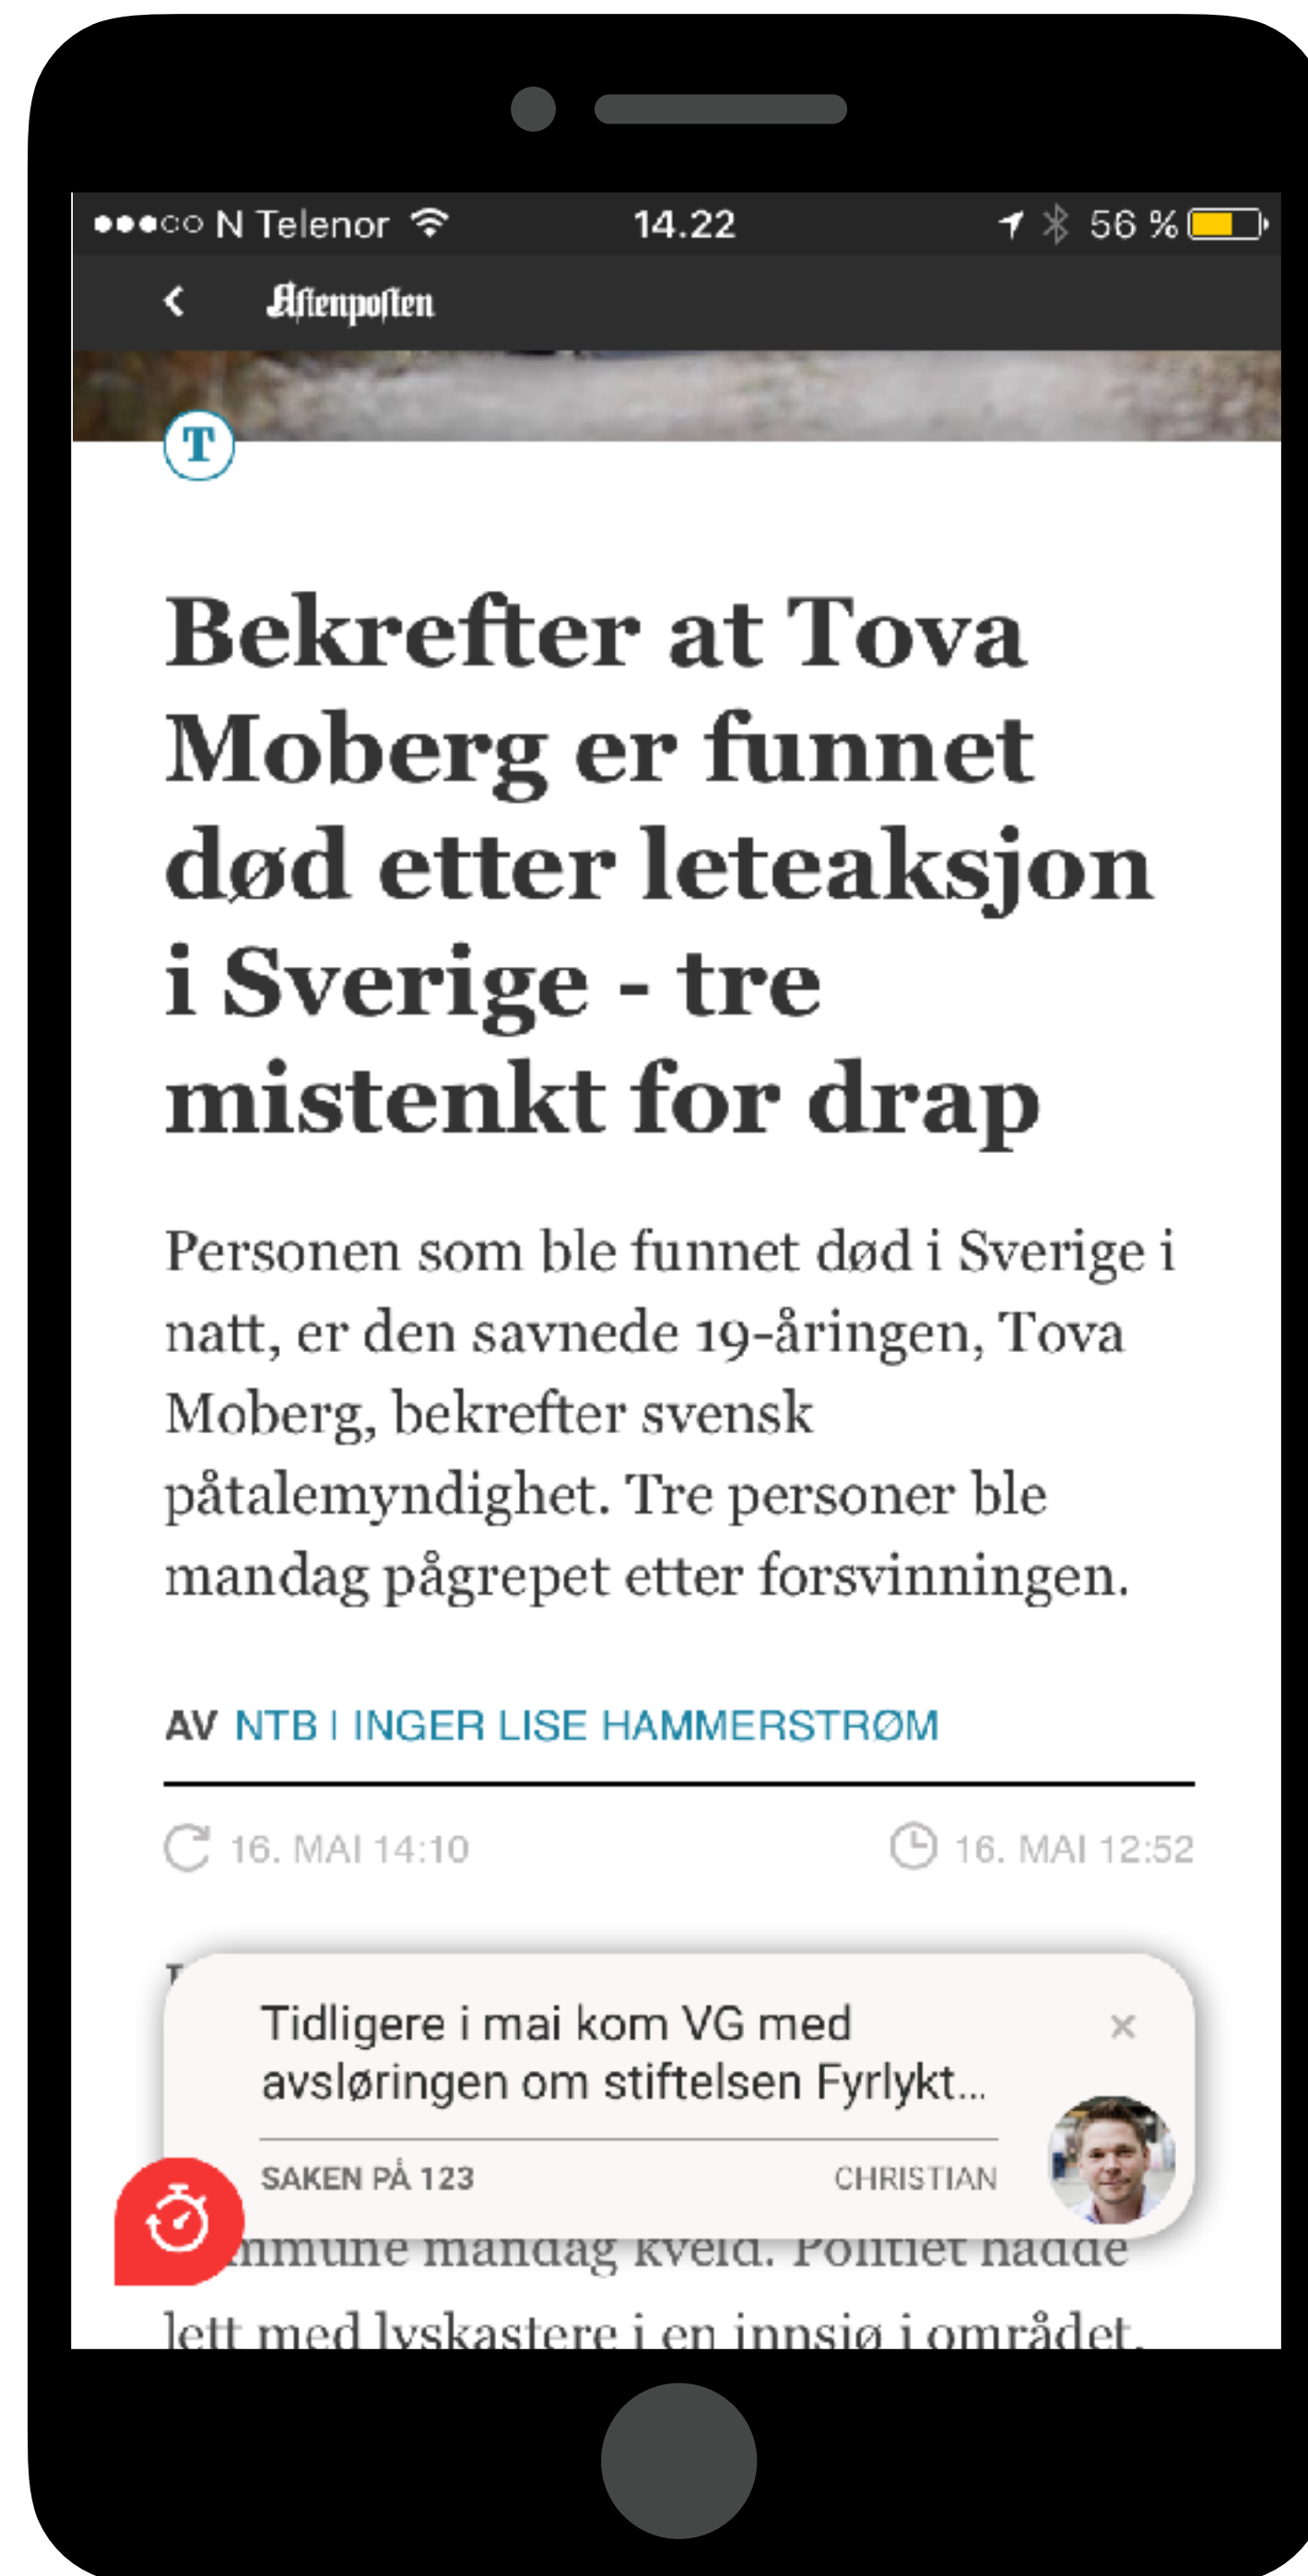 N Telenor 14.22 56 %
Aftenposten
T
Bekrefter at Tova
Moberg er funnet
død etter leteaksjon
i Sverige - tre
mistenkt for drap
Personen som ble funnet død i Sverige i
natt, er den savnede 19-åringen, Tova
Moberg, bekrefter svensk
påtalemyndighet. Tre personer ble
mandag pågrepet etter forsvinningen.
AV NTB | INGER LISE HAMMERSTRØM
16. MAI 14:10 16. MAI 12:52
Tidligere i mai kom VG med
avsløringen om stiftelsen Fyrlykt...
SAKEN PÅ 123 CHRISTIAN
mandag kveld. Politiet hadde
lett med lyskastere i en innsjø i området.